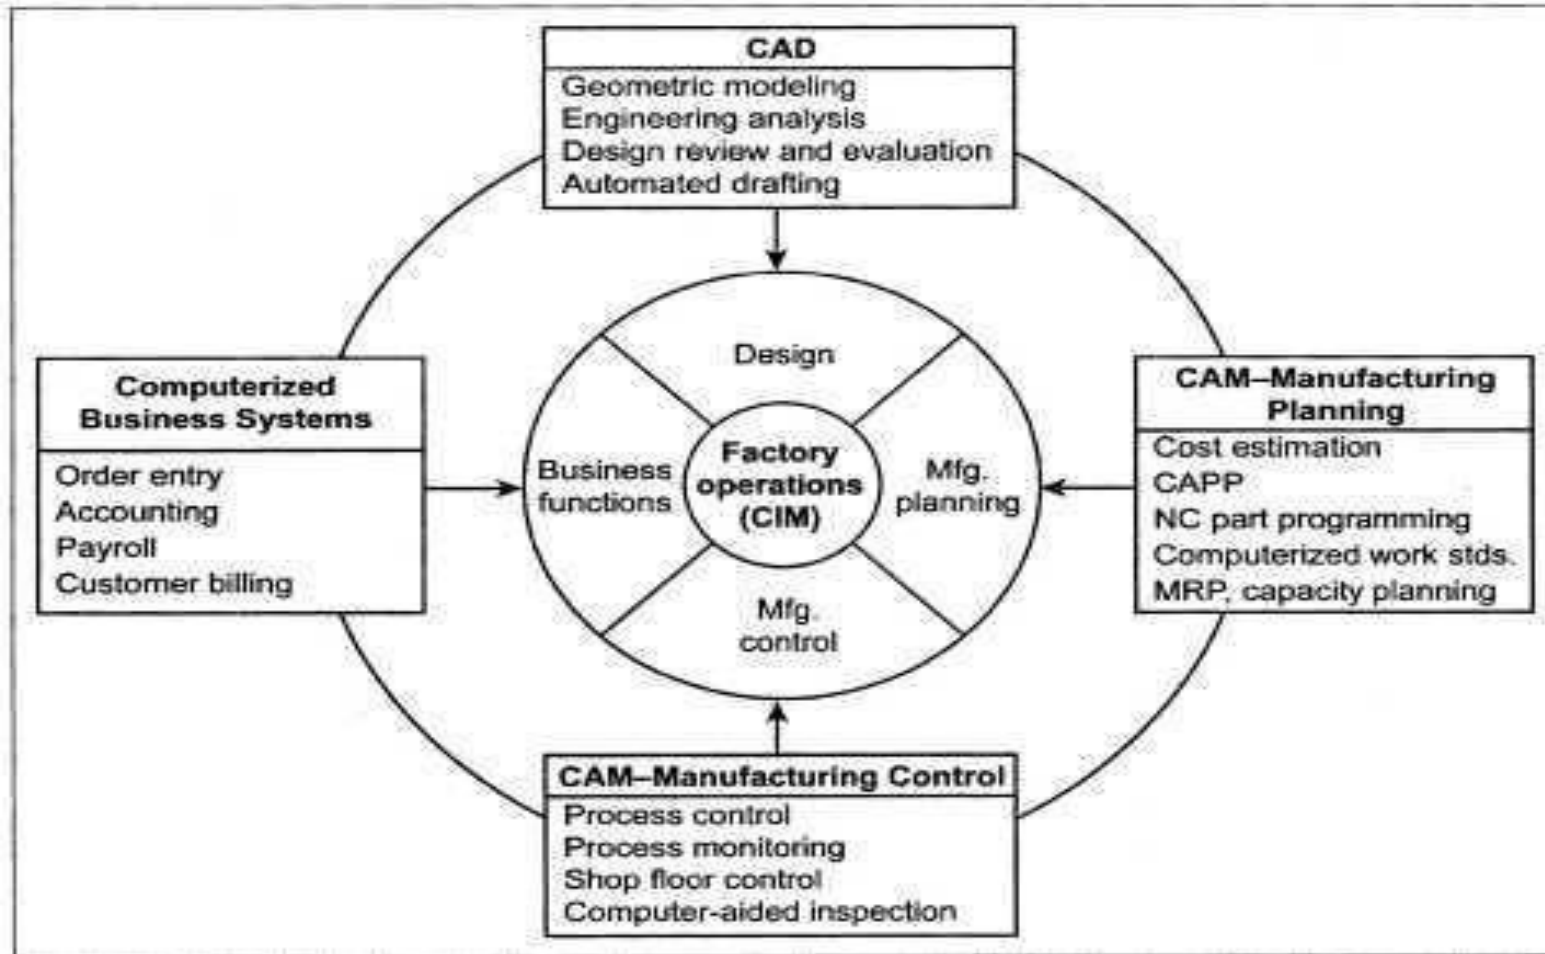 CAD
Geometric modeling
Engineering analysis
Design review and evaluation
Automated drafting
Computerized
Business Systems
Order entry
Accounting
Payroll
Customer billing
Design
Business
functions
Factory
operations
(CIM)
Mfg.
planning
Mfg.
control
CAM–Manufacturing
Planning
Cost estimation
CAPP
NC part programming
Computerized work stds.
MRP, capacity planning
CAM–Manufacturing Control
Process control
Process monitoring
Shop floor control
Computer-aided inspection